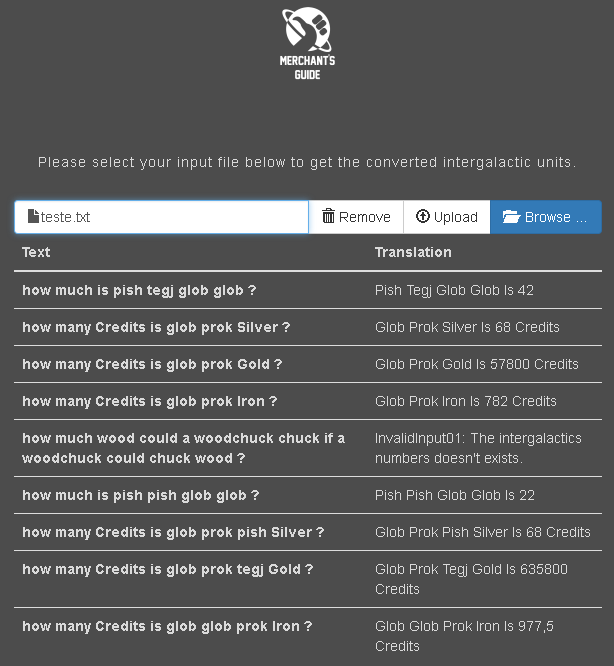 MERCHANT'S
GUIDE
Please select your input file below to get the converted intergalactic units.
teste.txt Remove Upload Browse ...
Text Translation
how much is pish tegj glob glob ? Pish Tegj Glob Glob Is 42
how many Credits is glob prok Silver ? Glob Prok Silver Is 68 Credits
how many Credits is glob prok Gold ? Glob Prok Gold Is 57800 Credits
how many Credits is glob prok Iron ? Glob Prok Iron Is 782 Credits
how much wood could a woodchuck chuck if a
woodchuck could chuck wood ?
InvalidInput01: The intergalactics
numbers doesn't exists.
how much is pish pish glob glob ? Pish Pish Glob Glob Is 22
how many Credits is glob prok pish Silver ? Glob Prok Pish Silver Is 68 Credits
how many Credits is glob prok tegj Gold ? Glob Prok Tegj Gold Is 635800
Credits
how many Credits is glob glob prok Iron ? Glob Glob Prok Iron Is 977,5
Credits